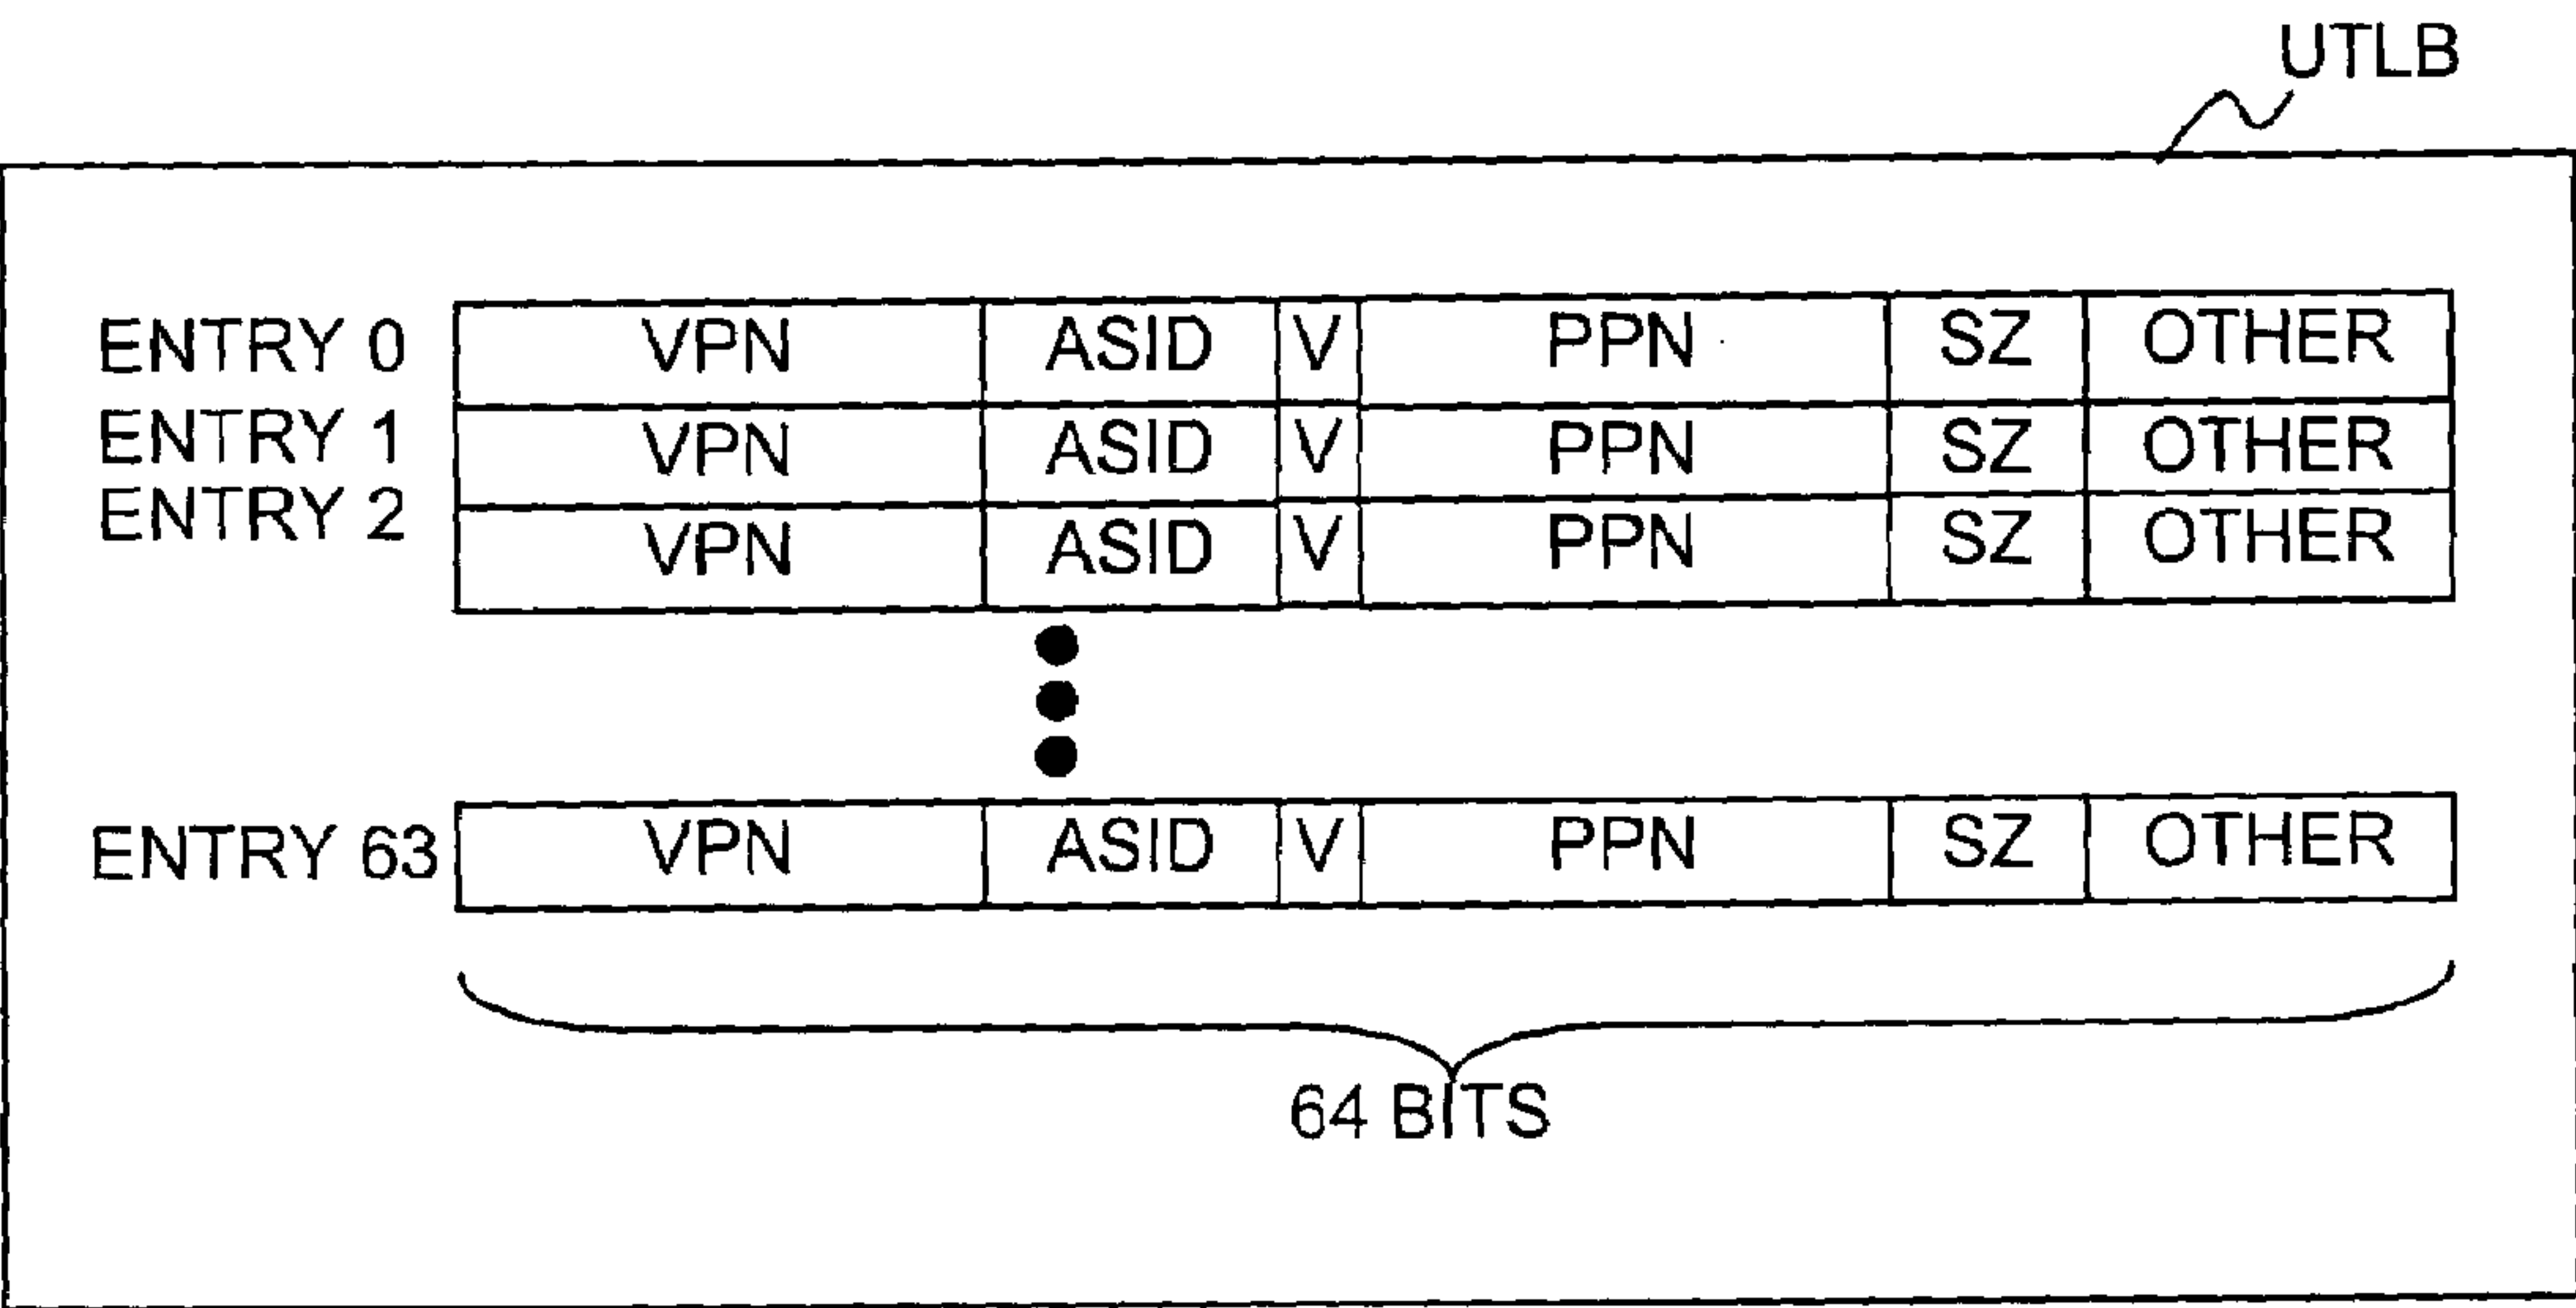 UTLB
ENTRY 0 VPN ASID V PPN SZ OTHER
ENTRY 1 VPN ASID V PPN SZ OTHER
ENTRY 2 VPN ASID V PPN SZ OTHER
ENTRY 63 VPN ASID V PPN SZ OTHER
64 BITS